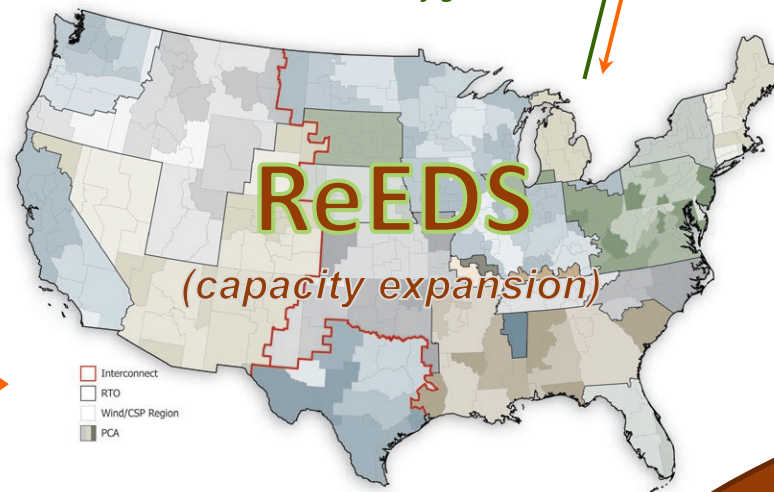 ReEDS
(capacity expansion)
Interconnect
RTO
Wind/CSP Region
PCA